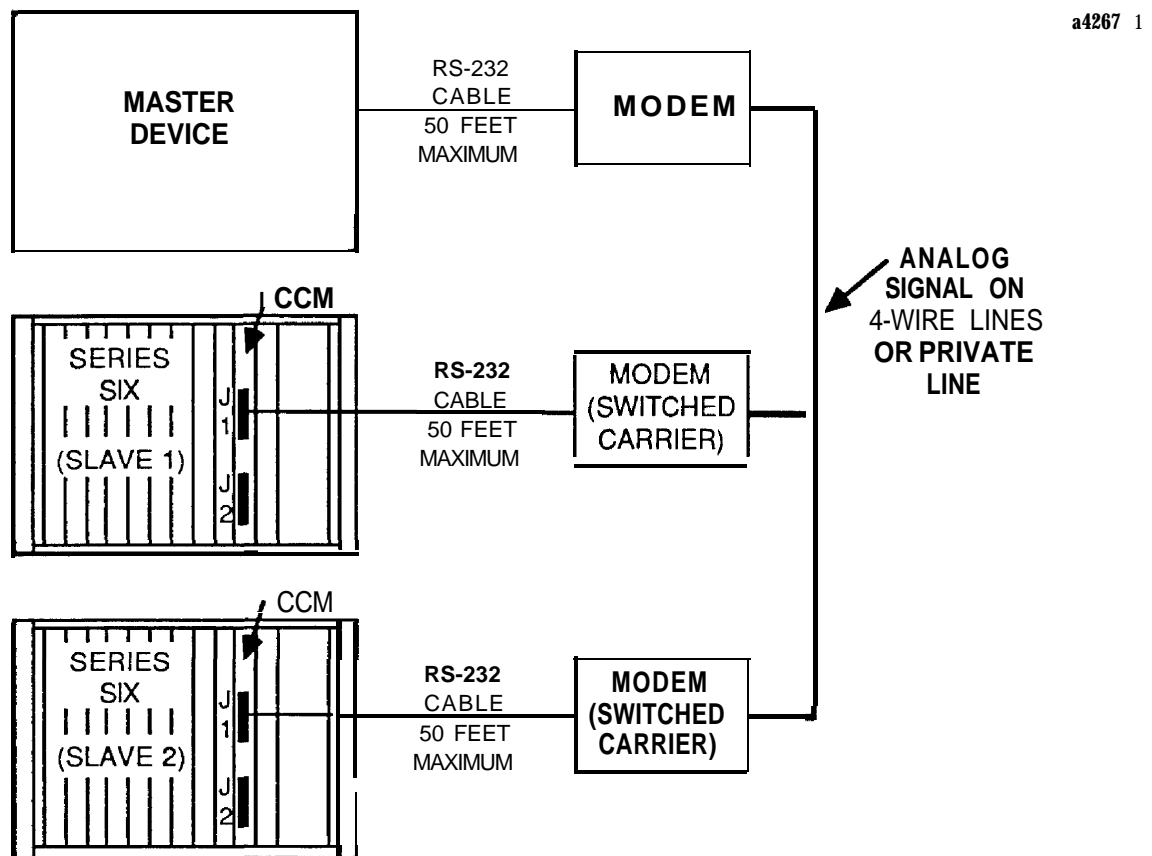 a4267 1
MASTER
DEVICE
RS-232
CABLE
50 FEET
MAXIMUM
MODEM
ANALOG
SIGNAL ON
4-WIRE LINES
OR PRIVATE
LINE
CCM
SERIES
SIX
(SLAVE 1)
J
1
J
2
RS-232
CABLE
50 FEET
MAXIMUM
MODEM
(SWITCHED
CARRIER)
CCM
SERIES
SIX
(SLAVE 2)
J
1
J
2
RS-232
CABLE
50 FEET
MAXIMUM
MODEM
(SWITCHED
CARRIER)